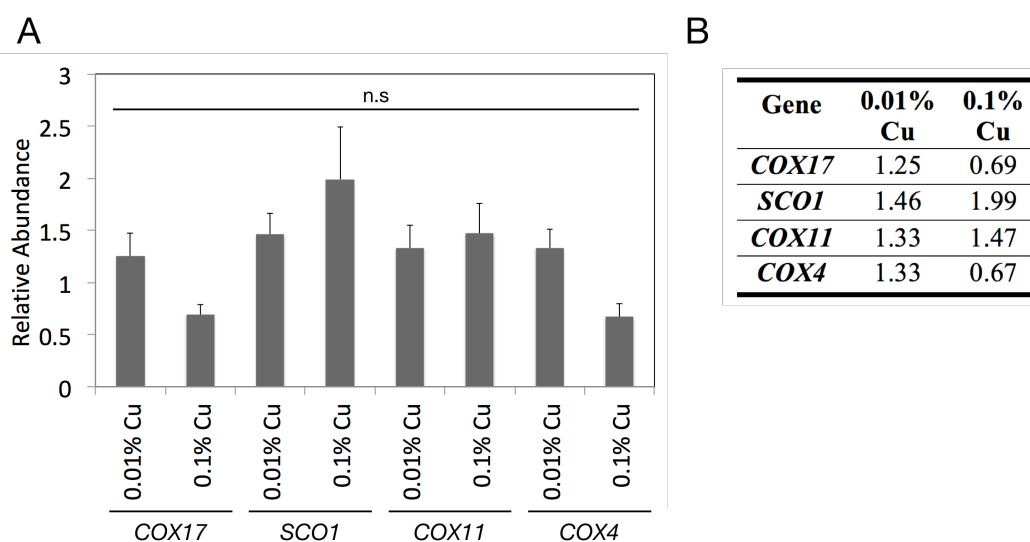 A
B
3
2.5
2
1.5
1
0.5
0
Relative Abundance
n.s
0.01% Cu
0.1% Cu
0.01% Cu
0.1% Cu
0.01% Cu
0.1% Cu
0.01% Cu
0.1% Cu
COX17 SCO1 COX11 COX4
Gene 0.01% Cu 0.1% Cu
COX17 1.25 0.69
SCO1 1.46 1.99
COX11 1.33 1.47
COX4 1.33 0.67